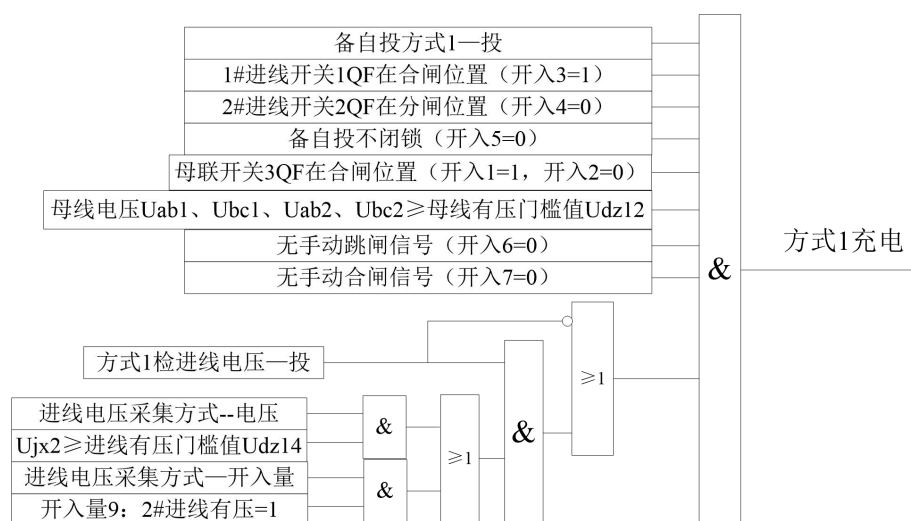 备自投方式1—投
1#进线开关1QF在合闸位置（开入3=1）
2#进线开关2QF在分闸位置（开入4=0）
备自投不闭锁（开入5=0）
母联开关3QF在合闸位置（开入1=1，开入2=0）
母线电压Uab1、Ubc1、Uab2、Ubc2≥母线有压门槛值Udz12
无手动跳闸信号（开入6=0）
无手动合闸信号（开入7=0）
&
方式1充电
方式1检进线电压—投
≥1
进线电压采集方式--电压
Ujx2≥进线有压门槛值Udz14
&
进线电压采集方式—开入量
开入量9：2#进线有压=1
&
≥1
&